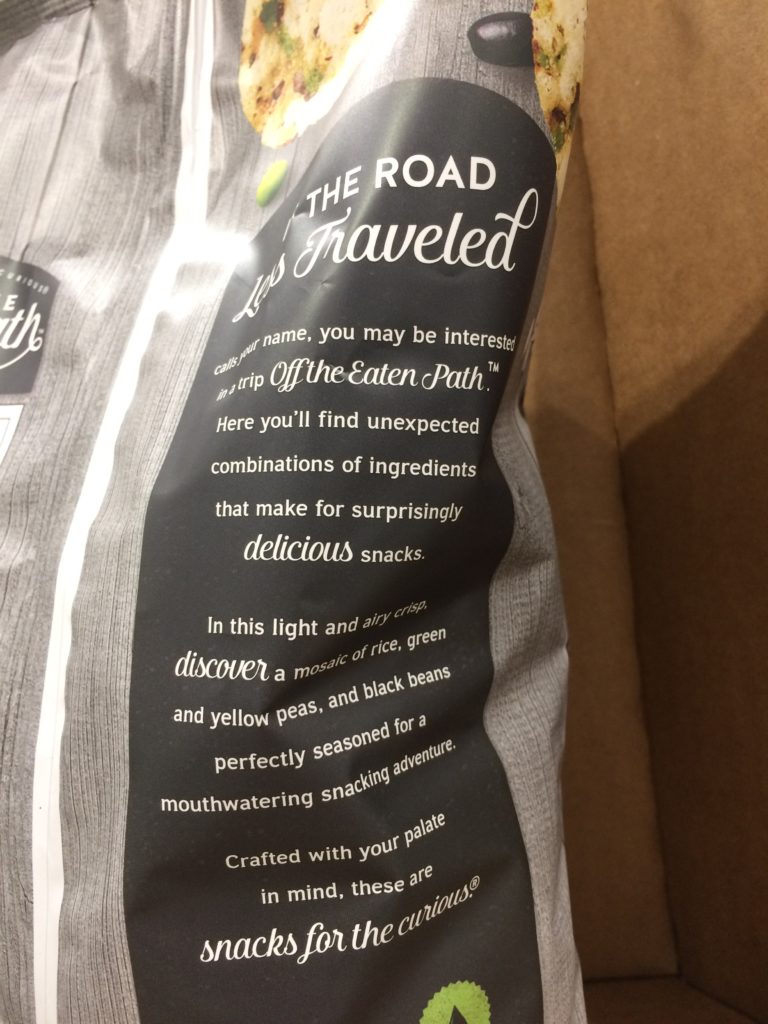 THE ROAD
Less Traveled
calls your name, you may be interested
in a trip Off the Eaten Path.™
Here you'll find unexpected
combinations of ingredients
that make for surprisingly
delicious snacks.
In this light and airy crisp,
discover a mosaic of rice, green
and yellow peas, and black beans
perfectly seasoned for a
mouthwatering snacking adventure.
Crafted with your palate
in mind, these are
snacks for the curious.®